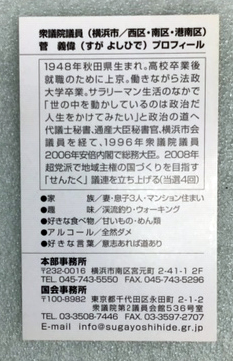 衆議院議員(横浜市/西区・南区・港南区)
菅 義偉(すが よしひで)プロフィール
1948年秋田県生まれ。高校卒業後
就職のために上京。働きながら法政
大学卒業。サラリーマン生活のなかで
「世の中を動かしているのは政治だ
人生をかけてみたい」と政治の道へ
代議士秘書、通産大臣秘書官、横浜市会
議員を経て、1996年衆議院議員
2006年安倍内閣で総務大臣。2008年
超党派で地域主権の国づくりを目指す
「せんたく」議連を立ち上げる(当選4回)
●家　　族／妻・息子3人・マンション住まい
●趣　　味／渓流釣り・ウォーキング
●好きな食べ物／甘いもの・めん類
●アルコール／全然ダメ
●好きな言葉／意志あれば道あり
本部事務所
〒232-0016 横浜市南区宮元町 2-41-1 2F
TEL. 045-743-5550 FAX. 045-743-5296
国会事務所
〒100-8982 東京都千代田区永田町 2-1-2
衆議院第2議員会館536号室
TEL. 03-3508-7446 FAX. 03-3597-2707
E-mail info@sugayoshihide.gr.jp